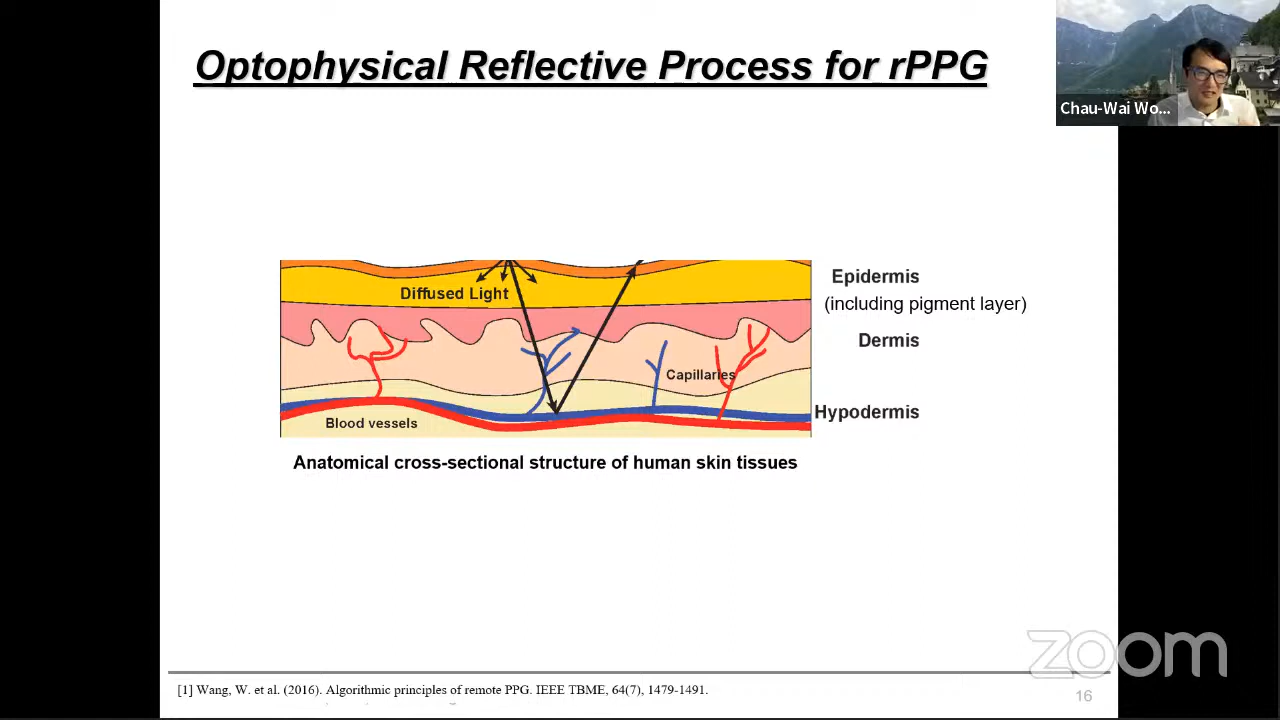 Optophysical Reflective Process for rPPG
Chau-Wai Wo...
Epidermis
(including pigment layer)
Diffused Light
Dermis
Capillaries
Hypodermis
Blood vessels
Anatomical cross-sectional structure of human skin tissues
zoom
[1] Wang, W. et al. (2016). Algorithmic principles of remote PPG. IEEE TBME, 64(7), 1479-1491.
16